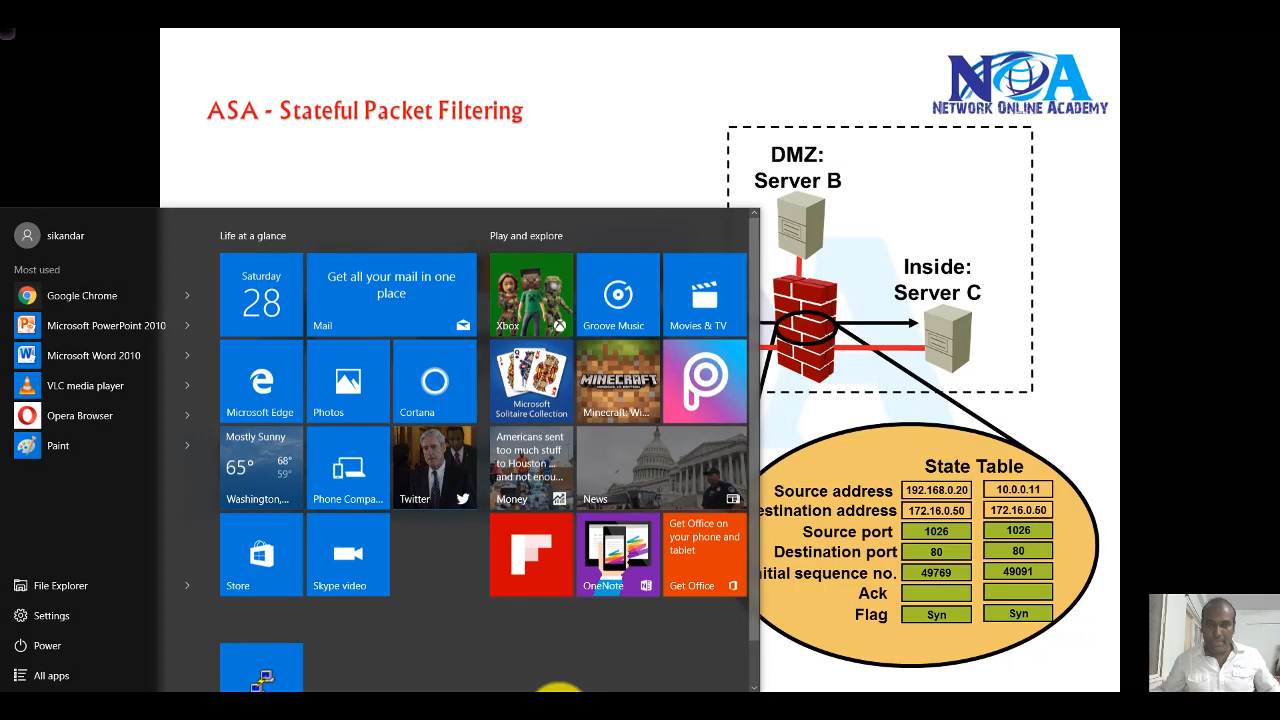 ASA - Stateful Packet Filtering
NOA
NETWORK ONLINE ACADEMY
DMZ:
Server B
Inside:
Server C
sikandar
Most used
Google Chrome
Microsoft PowerPoint 2010
Microsoft Word 2010
VLC media player
Opera Browser
Paint
File Explorer
Settings
Power
All apps
Life at a glance
Saturday
28
Get all your mail in one
place
Mail
Microsoft Edge
Photos
Cortana
Mostly Sunny
65° 68°
59°
Washington,...
Phone Compa...
Twitter
Store
Skype video
Play and explore
Xbox
Groove Music
Movies & TV
Microsoft
Solitaire Collection
MINECRAFT
Minecraft: Wi...
Americans sent
too much stuff
to Houston ...
and not enou...
Money
News
OneNote
Get Office on
your phone and
tablet
Get Office
State Table
Source address 192.168.0.20 10.0.0.11
estination address 172.16.0.50 172.16.0.50
Source port 1026 1026
Destination port 80 80
nitial sequence no. 49769 49091
Ack
Flag Syn Syn